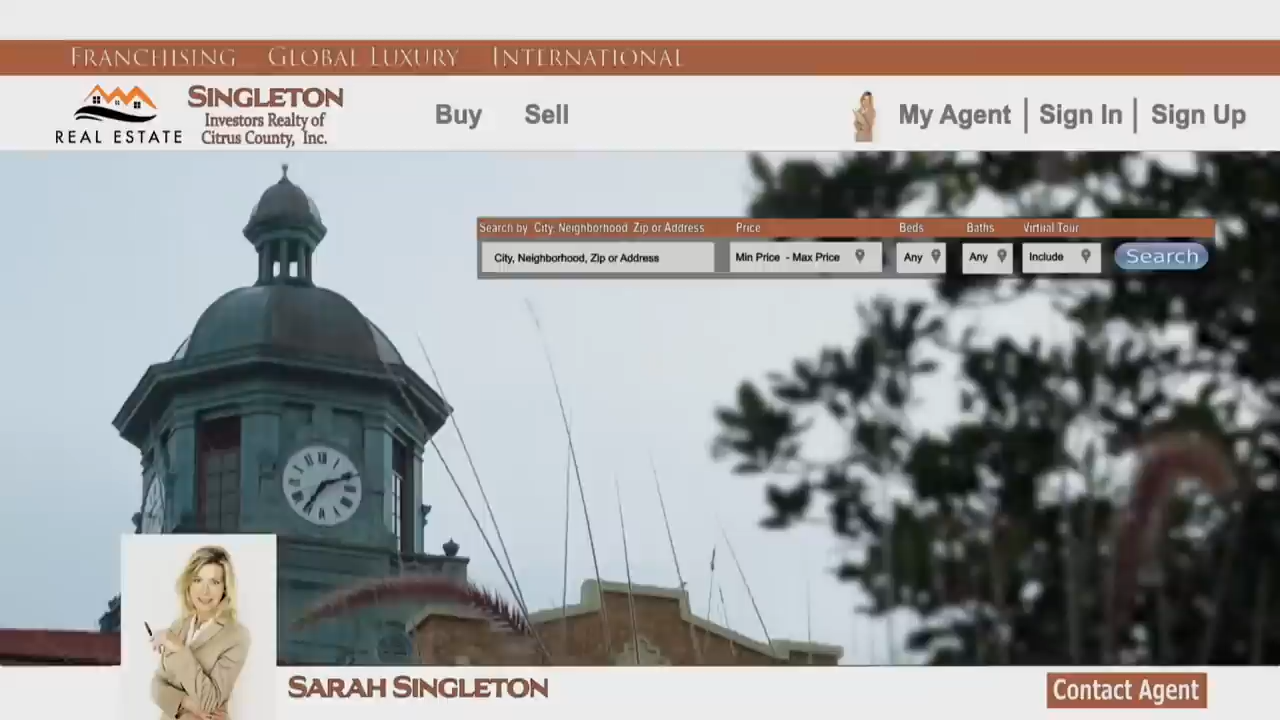 FRANCHISING GLOBAL LUXURY INTERNATIONAL
REAL ESTATE
SINGLETON
Investors Realty of
Citrus County, Inc.
Buy Sell
My Agent | Sign In | Sign Up
Search by City, Neighborhood Zip or Address Price Beds Baths Virtual Tour
City, Neighborhood, Zip or Address Min Price - Max Price Any Any Include Search
SARAH SINGLETON
Contact Agent